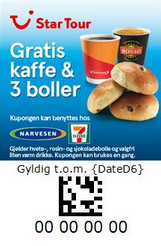 Star Tour
Gratis
kaffe &
3 boller
ROSSO
Kupongen kan benyttes hos
NARVESEN
7 ELEVEN
Gjelder hvete-, rosin- og sjokoladebolle og valgfri
liten varm drikke. Kupongen kan brukes en gang.
Gyldig t.o.m. {DateD6}
00 00 00 00